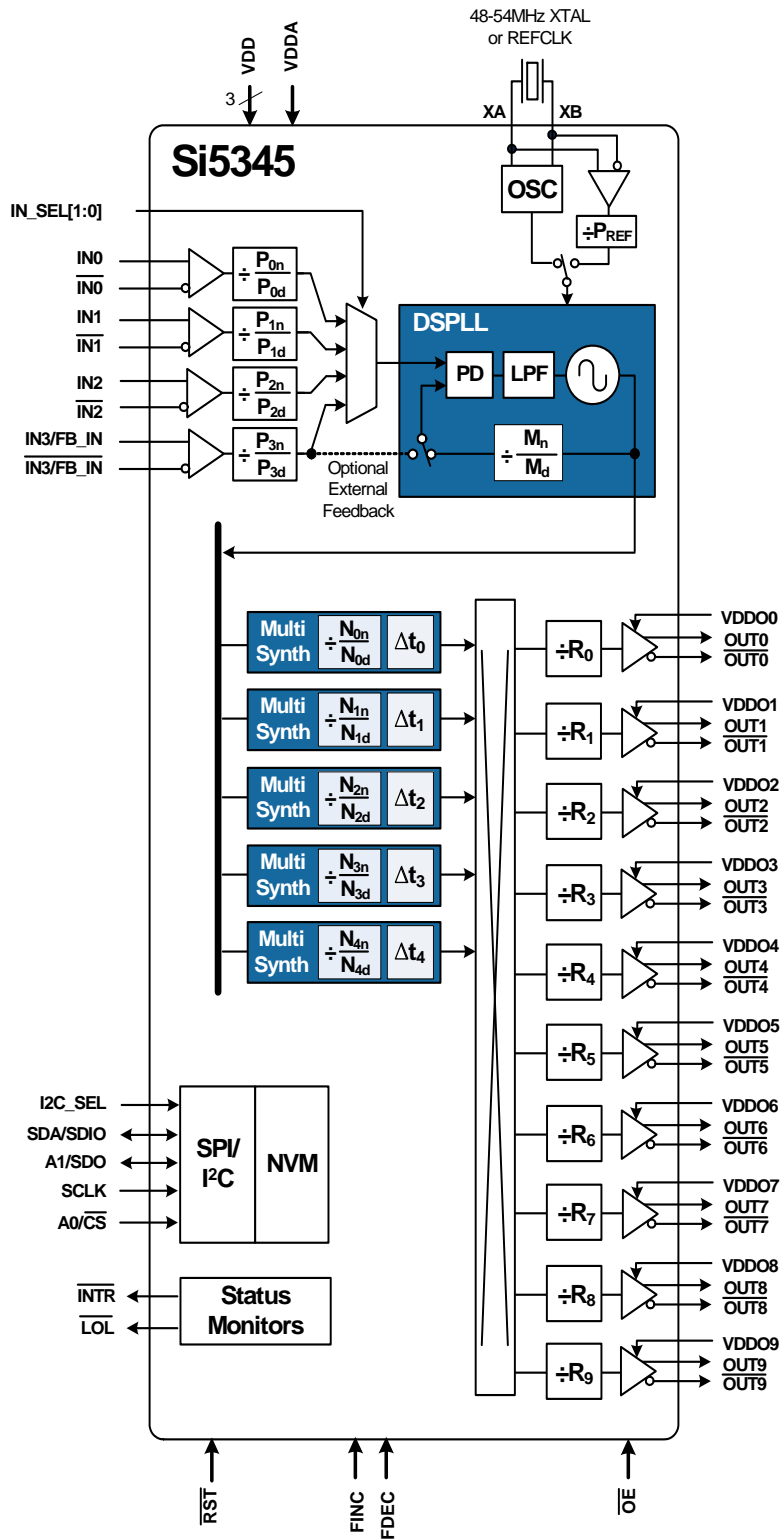 48-54MHz XTAL
or REFCLK
VDD
VDDA
3
XA
XB
Si5345
OSC
÷PREF
IN_SEL[1:0]
IN0
IN0
÷ P0n
P0d
IN1
IN1
÷ P1n
P1d
IN2
IN2
÷ P2n
P2d
IN3/FB_IN
IN3/FB_IN
÷ P3n
P3d
DSPLL
PD
LPF
÷ Mn
Md
Optional
External
Feedback
Multi
Synth
÷ N0n
N0d
Δt0
Multi
Synth
÷ N1n
N1d
Δt1
Multi
Synth
÷ N2n
N2d
Δt2
Multi
Synth
÷ N3n
N3d
Δt3
Multi
Synth
÷ N4n
N4d
Δt4
÷R0
VDDO0
OUT0
OUT0
÷R1
VDDO1
OUT1
OUT1
÷R2
VDDO2
OUT2
OUT2
÷R3
VDDO3
OUT3
OUT3
÷R4
VDDO4
OUT4
OUT4
÷R5
VDDO5
OUT5
OUT5
÷R6
VDDO6
OUT6
OUT6
÷R7
VDDO7
OUT7
OUT7
÷R8
VDDO8
OUT8
OUT8
÷R9
VDDO9
OUT9
OUT9
I2C_SEL
SDA/SDIO
A1/SDO
SCLK
A0/CS
SPI/
I²C
NVM
INTR
LOL
Status
Monitors
RST
FINC
FDEC
OE